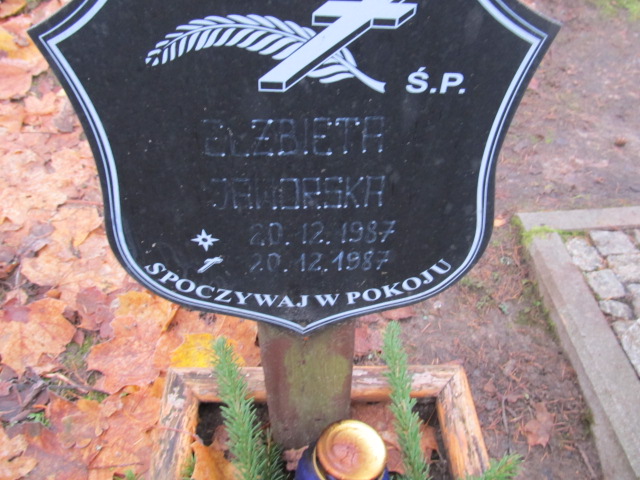 Ś.P.
ELŻBIETA
JAWORSKA
20.12.1987
20.12.1987
SPOCZYWAJ W POKOJU